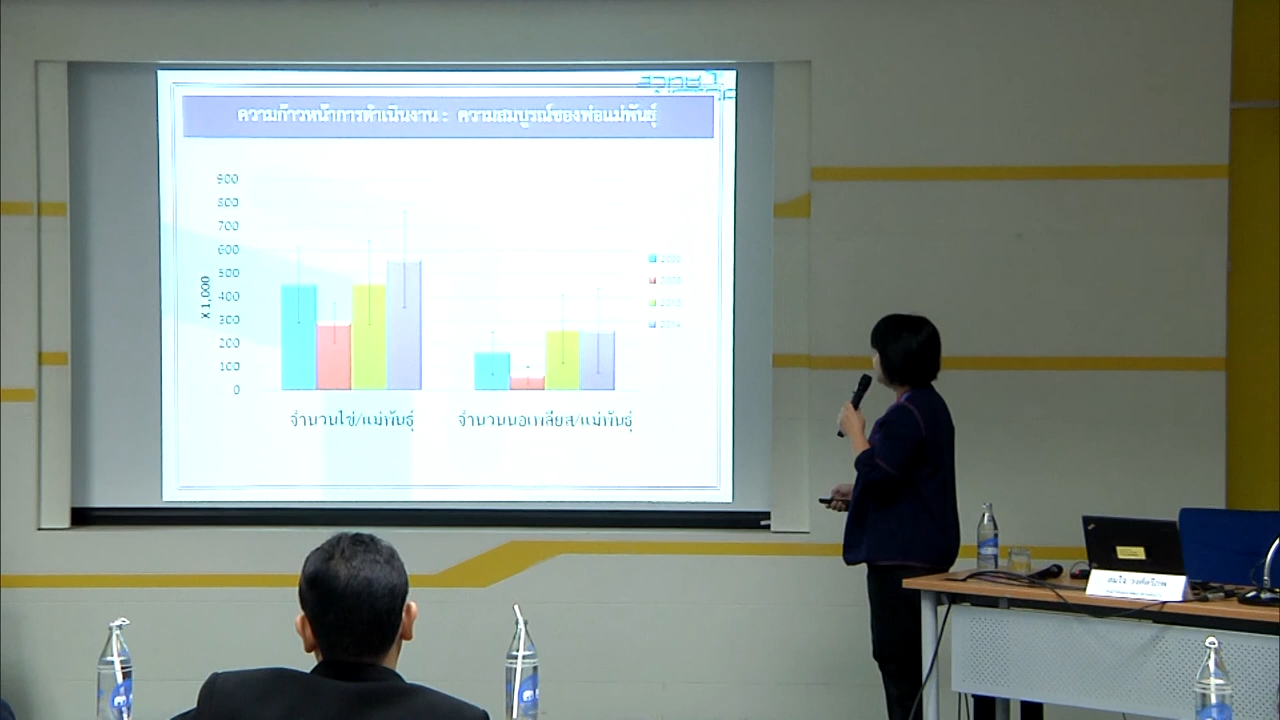 ความก้าวหน้าการดำเนินงาน : ความสมบูรณ์ของพ่อแม่พันธุ์
900
800
700
600
500
400
300
200
100
0
X 1,000
จำนวนไข่/แม่พันธุ์
จำนวนนอเพลียส/แม่พันธุ์